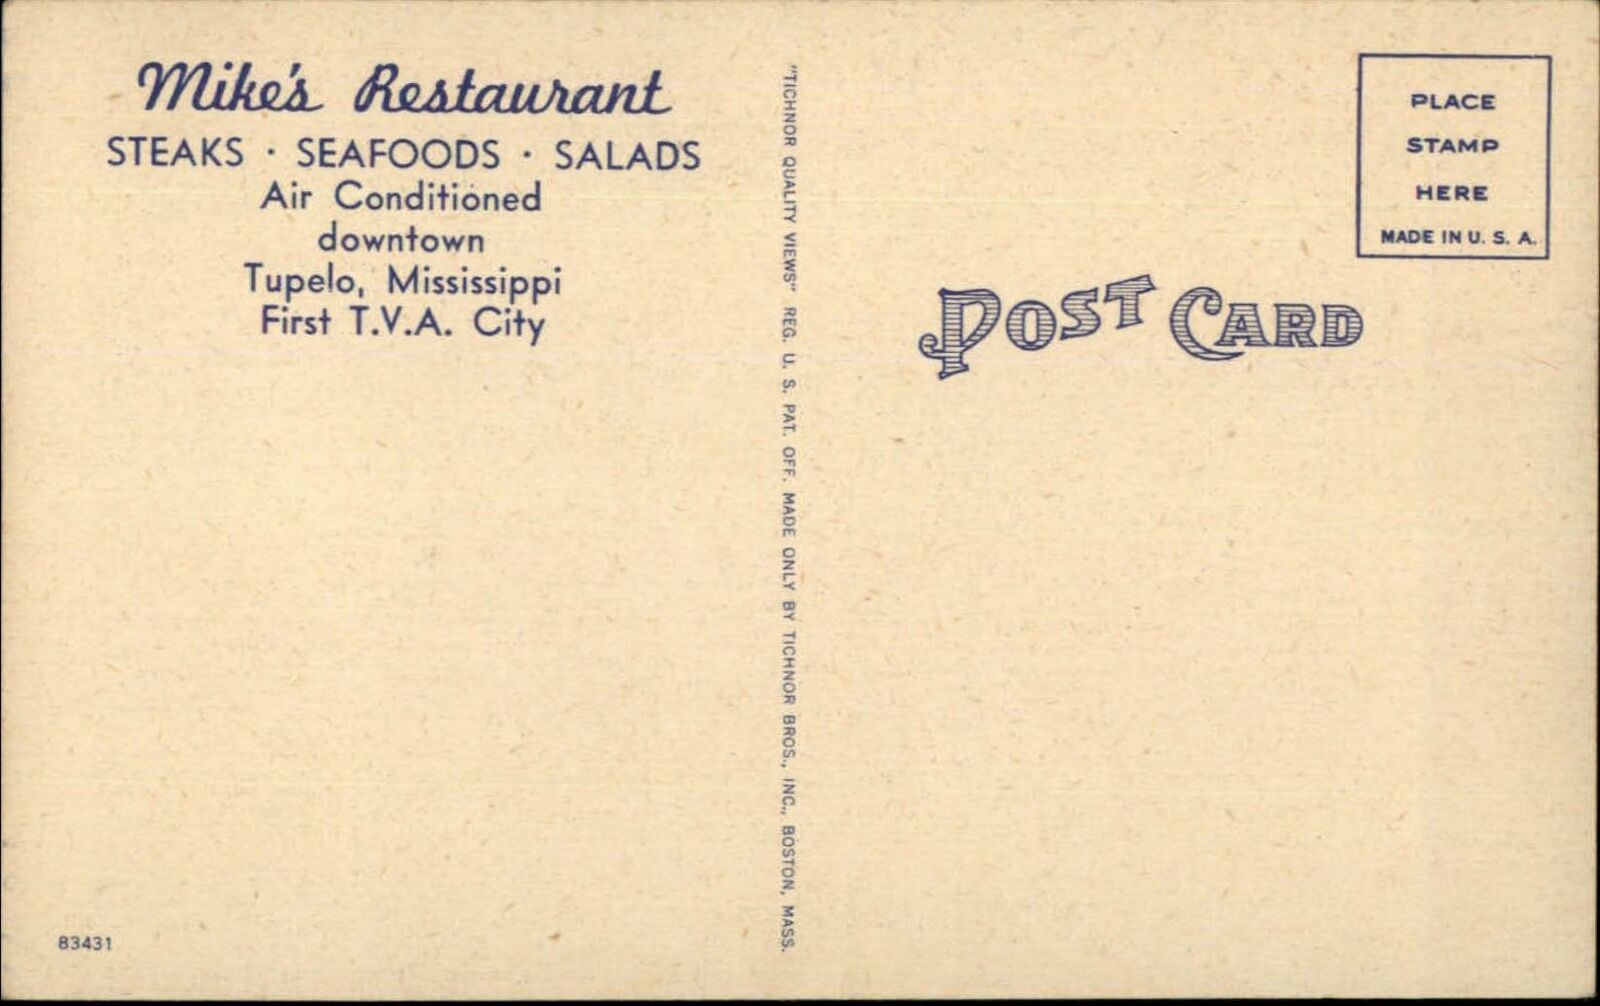 Mike's Restaurant
STEAKS · SEAFOODS · SALADS
Air Conditioned
downtown
Tupelo, Mississippi
First T.V.A. City
83431
"TICHNOR QUALITY VIEWS" REG. U. S. PAT. OFF. MADE ONLY BY TICHNOR BROS., INC., BOSTON, MASS.
PLACE
STAMP
HERE
MADE IN U. S. A.
POST CARD